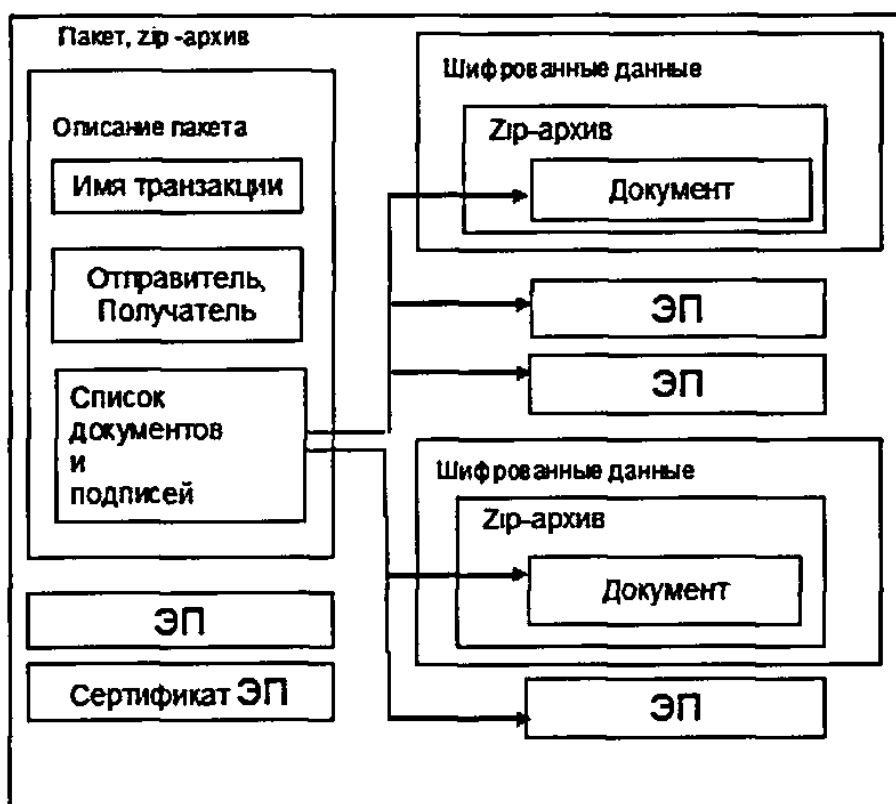 Пакет, zip -архив
Описание пакета
Имя транзакции
Отправитель,
Получатель
Список
документов
и
подписей
ЭП
Сертификат ЭП
Шифрованные данные
Zip-архив
Документ
ЭП
ЭП
Шифрованные данные
Zip-архив
Документ
ЭП